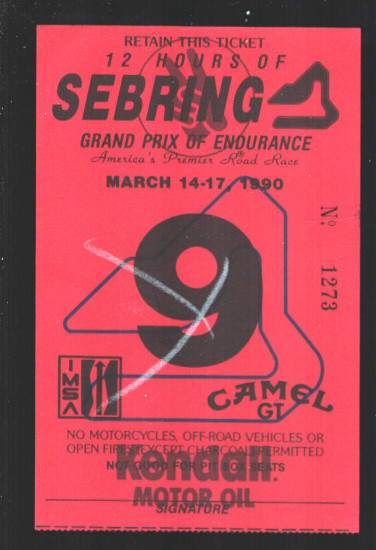 RETAIN THIS TICKET
12 HOURS OF
SEBRING
GRAND PRIX OF ENDURANCE
America's Premier Road Race
MARCH 14-17, 1990
Nº 1273
9
IMSA
CAMEL
GT
NO MOTORCYCLES, OFF-ROAD VEHICLES OR
OPEN FIRES (EXCEPT CHARCOAL) PERMITTED
NOT GOOD FOR PIT BOX SEATS
Kendall®
MOTOR OIL
SIGNATURE